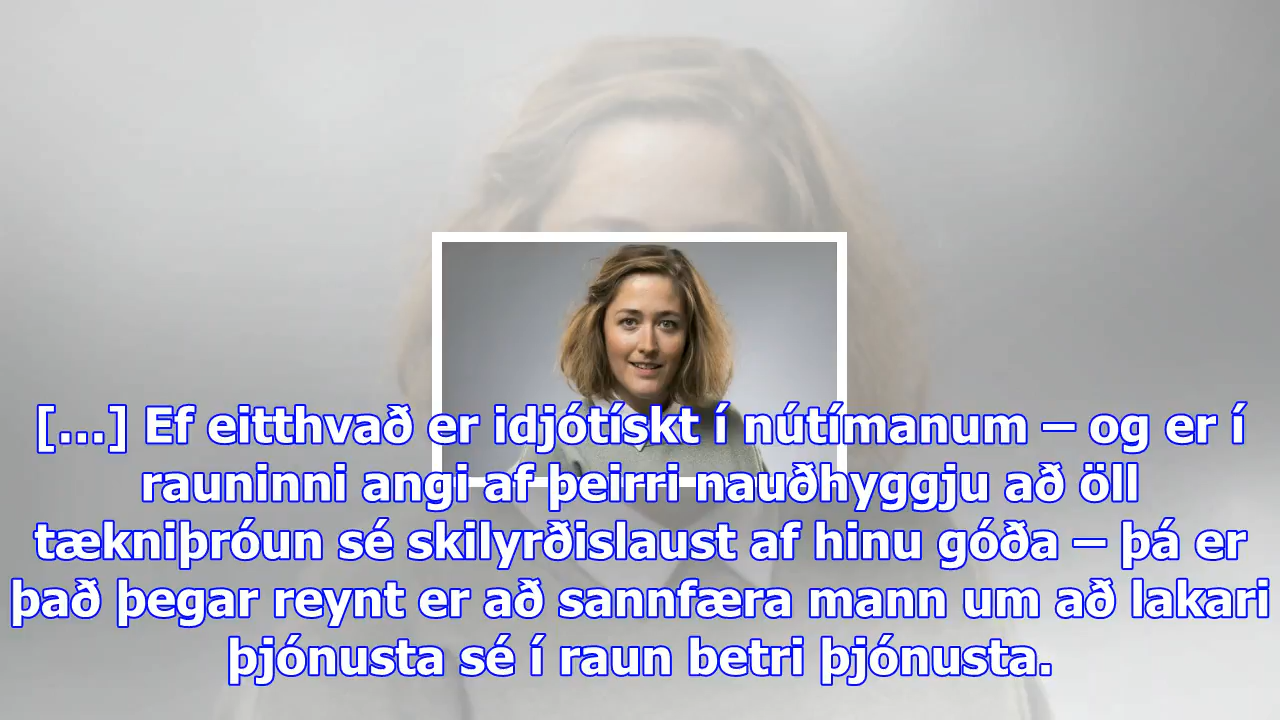 [...] Ef eitthvað er idjótískt í nútímanum – og er í
rauninni angi af þeirri nauðhyggju að öll
tækniþróun sé skilyrðislaust af hinu góða – þá er
það þegar reynt er að sannfæra mann um að lakari
þjónusta sé í raun betri þjónusta.